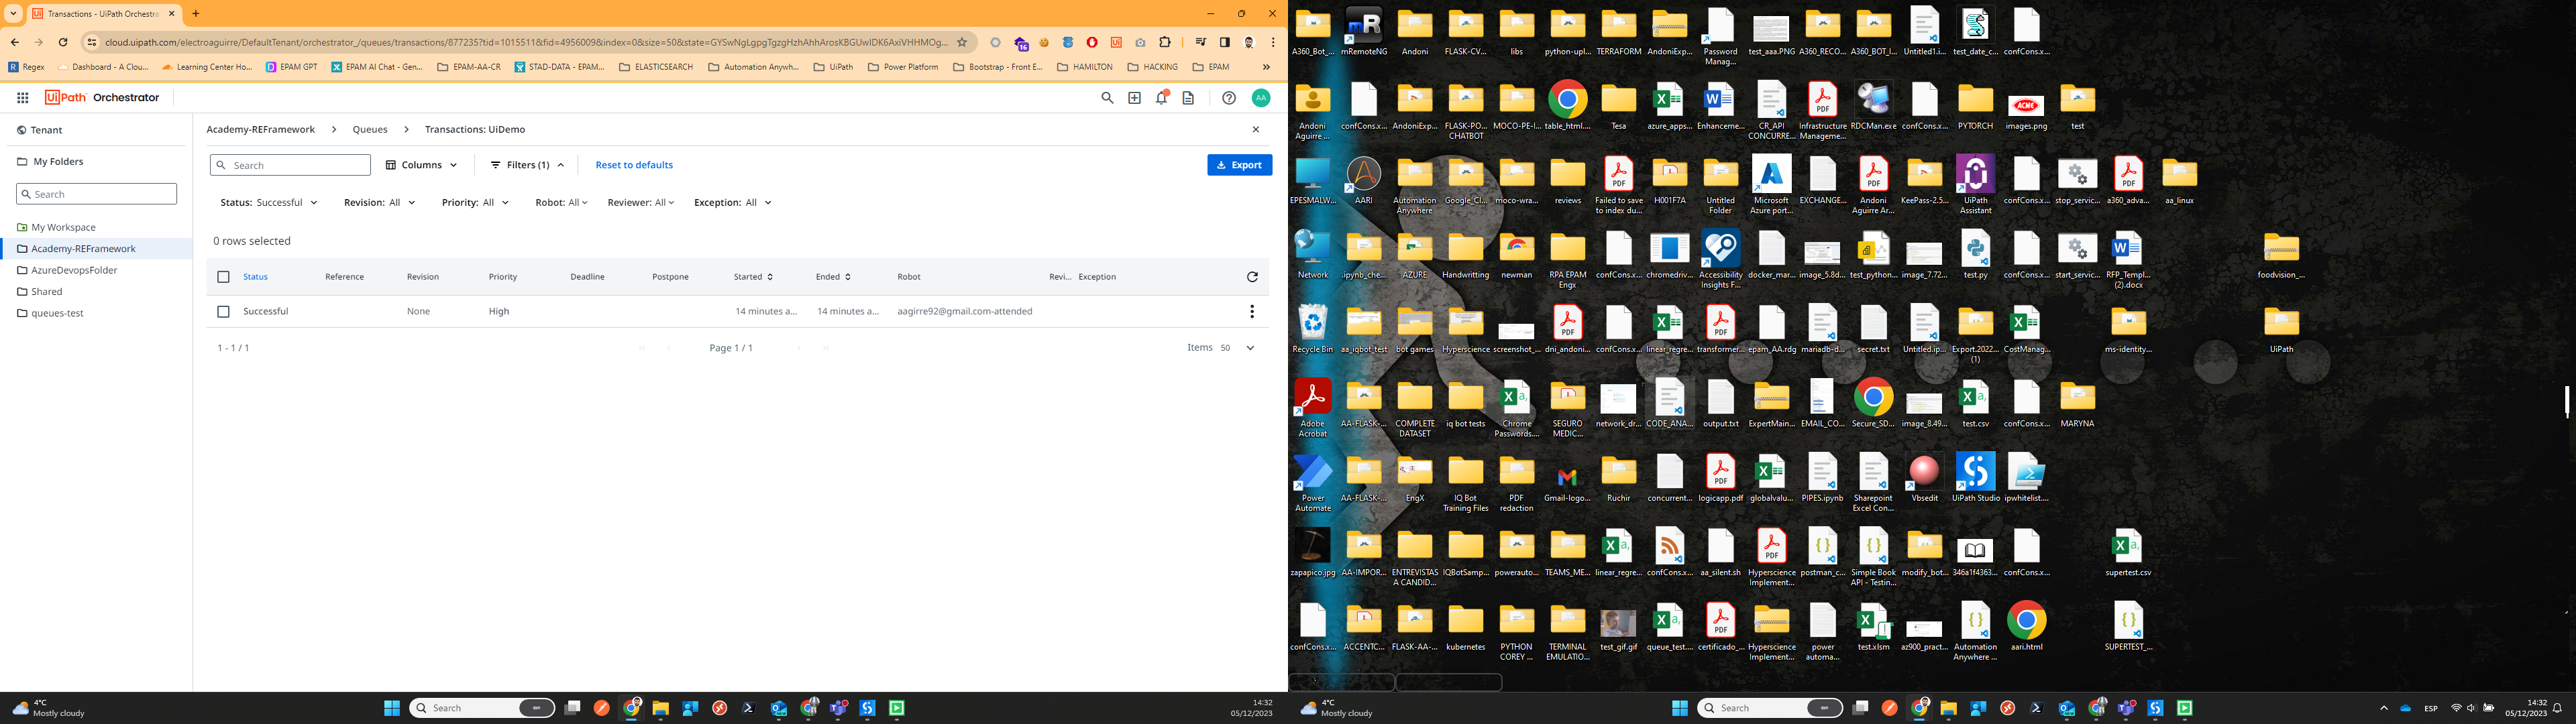 Transactions - UiPath Orchestra
cloud.uipath.com/electroaguirre/DefaultTenant/orchestrator_/queues/transactions/877235?tid=1015511&fid=4956009&index=0&size=50&state=
Regex
Dashboard - A Clou...
Learning Center Ho...
EPAM GPT
EPAM AI Chat - Gen...
EPAM-AA-CR
STAD-DATA - EPAM...
ELASTICSEARCH
Automation Anywh...
UiPath
Power Platform
Bootstrap - Front E...
HAMILTON
HACKING
EPAM
UiPath Orchestrator
AA
Tenant
My Folders
Search
My Workspace
Academy-REFramework
AzureDevopsFolder
Shared
queues-test
Academy-REFramework > Queues > Transactions: UiDemo
Search
Columns
Filters (1)
Reset to defaults
Export
Status: Successful
Revision: All
Priority: All
Robot: All
Reviewer: All
Exception: All
0 rows selected
Status Reference Revision Priority Deadline Postpone Started Ended Robot Revi... Exception
Successful None High 14 minutes a... 14 minutes a... aagirre92@gmail.com-attended
1 - 1 / 1
Page 1 / 1
Items 50
A360_Bot_... mRemoteNG Andoni FLASK-CV... libs python-upl... TERRAFORM AndoniExp... Password Manag... test_aaa.PNG A360_RECO... A360_BOT_I... Untitled1.i... test_date_c... confCons.x...
Andoni Aguirre ... confCons.x... AndoniExp... FLASK-PO... CHATBOT MOCO-PE-I... table_html.... Tesa azure_apps... Enhanceme... CR_API CONCURRE... Infrastructure Manageme... RDCMan.exe confCons.x... PYTORCH images.png test
EPESMALW... AARI Automation Anywhere Google_Cl... moco-wra... reviews Failed to save to index du... H001F7A Untitled Folder Microsoft Azure port... EXCHANGE... Andoni Aguirre Ar... KeePass-2.5... UiPath Assistant confCons.x... stop_servic... a360_adva... aa_linux
Network .ipynb_che... AZURE Handwritting newman RPA EPAM Engx confCons.x... chromedriv... Accessibility Insights F... docker_mar... image_5.8d... test_python... image_7.72... test.py confCons.x... start_servic... RFP_Templ... (2).docx foodvision_...
Recycle Bin aa_iqbot_test bot games Hyperscience screenshot_... dni_andoni... confCons.x... linear_regre... transformer... epam_AA.rdg mariadb-d... secret.txt Untitled.ip... Export.2022... (1) CostManag... confCons.x... ms-identity... UiPath
Adobe Acrobat AA-FLASK-... COMPLETE DATASET iq bot tests Chrome Passwords.... SEGURO MEDIC... network_dr... CODE_ANA... output.txt ExpertMain... EMAIL_CO... Secure_SD... image_8.49... test.csv confCons.x... MARYNA
Power Automate AA-FLASK-... EngX IQ Bot Training Files PDF redaction Gmail-logo... Ruchir concurrent... logicapp.pdf globalvalu... PIPES.ipynb Sharepoint Excel Con... Vbsedit UiPath Studio ipwhitelist....
zapapico.jpg AA-IMPOR... ENTREVISTAS A CANDID... IQBotSamp... powerauto... TEAMS_ME... linear_regre... confCons.x... aa_silent.sh Hyperscience Implement... postman_c... Simple Book API - Testin... modify_bot... 346a1f4363... confCons.x... supertest.csv
confCons.x... ACCENTC... FLASK-AA-... kubernetes PYTHON COREY ... TERMINAL EMULATIO... test_gif.gif queue_test.... certificado_... Hyperscience Implement... power automa... test.xlsm az900_pract... Automation Anywhere ... aari.html SUPERTEST_...
4°C
Mostly cloudy
Search
14:32
05/12/2023
4°C
Mostly cloudy
Search
ESP
14:32
05/12/2023